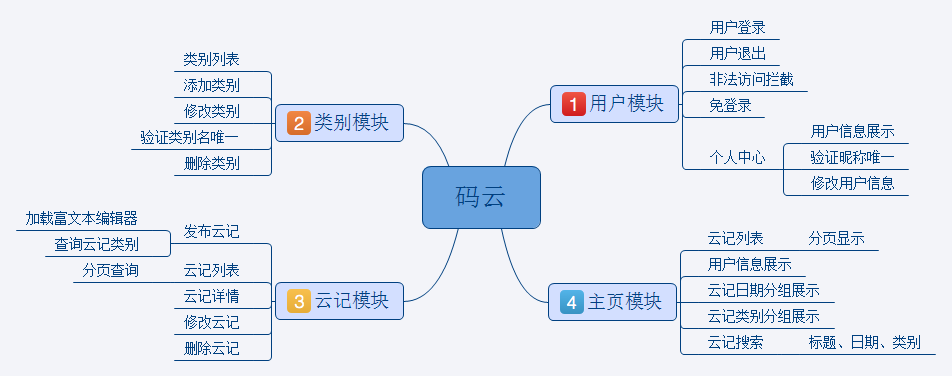 码云
1 用户模块
用户登录
用户退出
非法访问拦截
免登录
个人中心
用户信息展示
验证昵称唯一
修改用户信息
2 类别模块
类别列表
添加类别
修改类别
验证类别名唯一
删除类别
3 云记模块
发布云记
加载富文本编辑器
查询云记类别
云记列表
分页查询
云记详情
修改云记
删除云记
4 主页模块
云记列表
分页显示
用户信息展示
云记日期分组展示
云记类别分组展示
云记搜索
标题、日期、类别